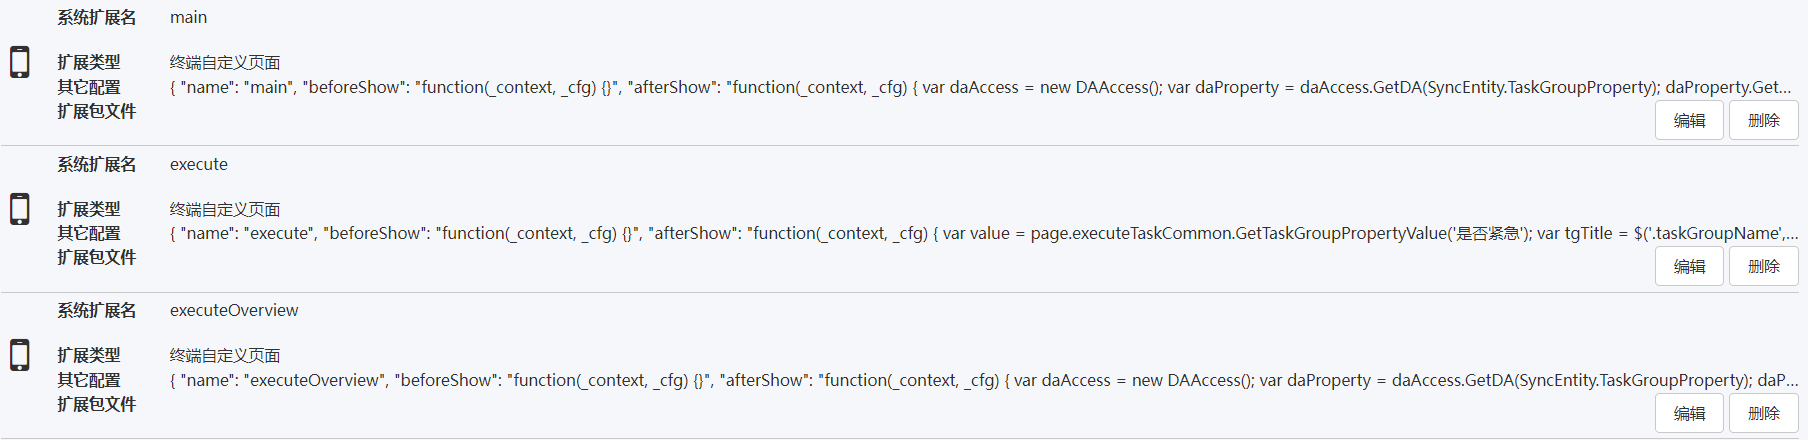 系统扩展名 main
扩展类型 终端自定义页面
其它配置 { "name": "main", "beforeShow": "function(_context, _cfg) {}", "afterShow": "function(_context, _cfg) { var daAccess = new DAAccess(); var daProperty = daAccess.GetDA(SyncEntity.TaskGroupProperty); daProperty.Get...
扩展包文件
编辑 删除
系统扩展名 execute
扩展类型 终端自定义页面
其它配置 { "name": "execute", "beforeShow": "function(_context, _cfg) {}", "afterShow": "function(_context, _cfg) { var value = page.executeTaskCommon.GetTaskGroupPropertyValue('是否紧急'); var tgTitle = $('.taskGroupName',...
扩展包文件
编辑 删除
系统扩展名 executeOverview
扩展类型 终端自定义页面
其它配置 { "name": "executeOverview", "beforeShow": "function(_context, _cfg) {}", "afterShow": "function(_context, _cfg) { var daAccess = new DAAccess(); var daProperty = daAccess.GetDA(SyncEntity.TaskGroupProperty); daP...
扩展包文件
编辑 删除